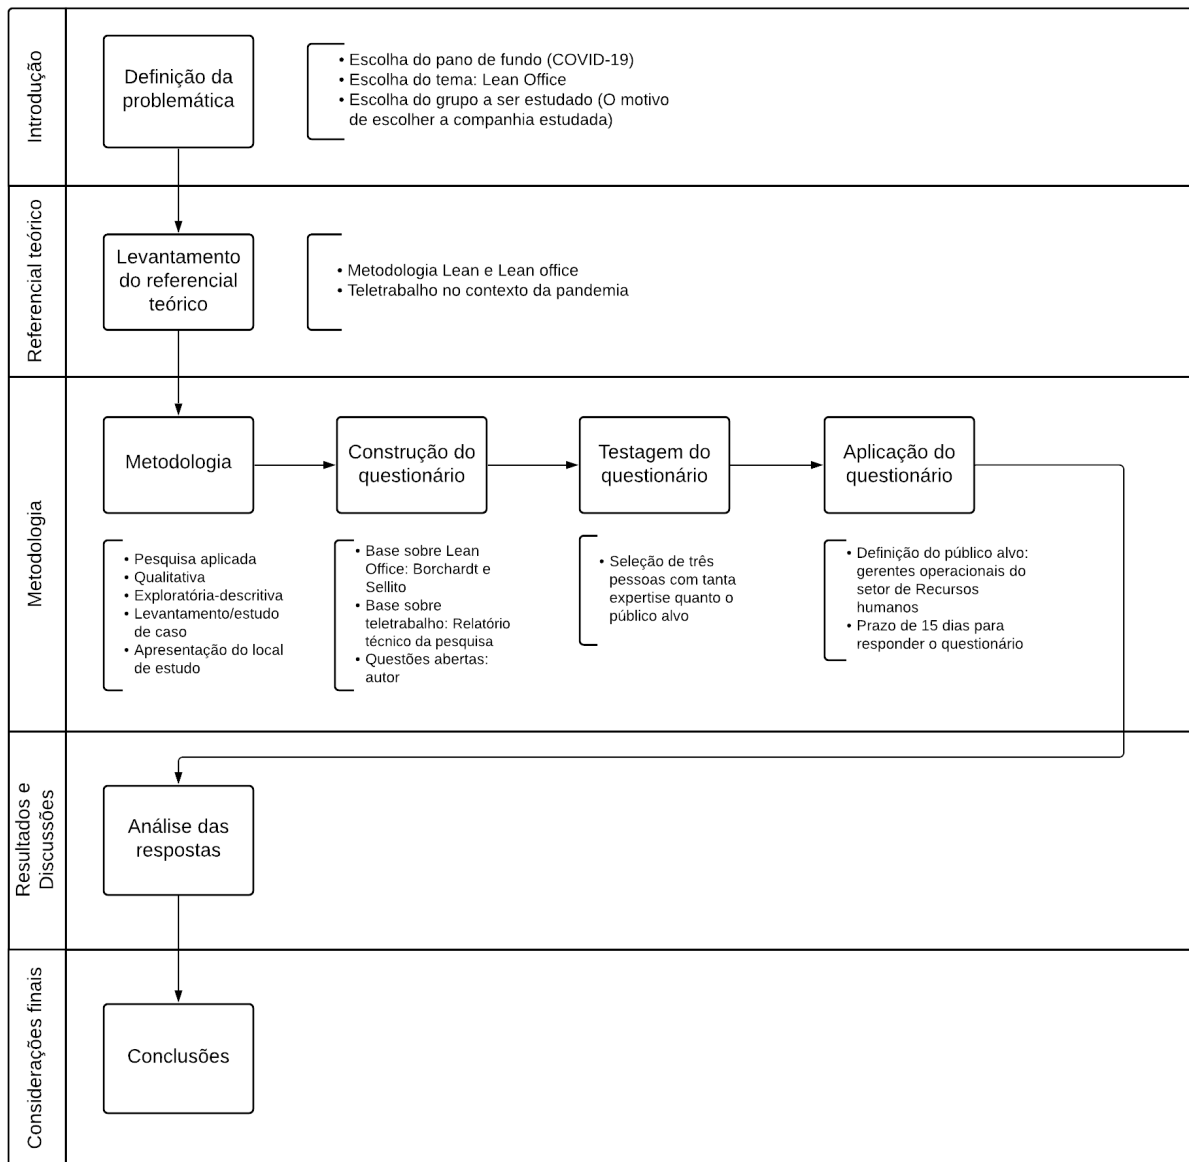 Introdução
Definição da
problemática
• Escolha do pano de fundo (COVID-19)
• Escolha do tema: Lean Office
• Escolha do grupo a ser estudado (O motivo
de escolher a companhia estudada)
Referencial teórico
Levantamento
do referencial
teórico
• Metodologia Lean e Lean office
• Teletrabalho no contexto da pandemia
Metodologia
Metodologia
Construção do
questionário
Testagem do
questionário
Aplicação do
questionário
• Pesquisa aplicada
• Qualitativa
• Exploratória-descritiva
• Levantamento/estudo
de caso
• Apresentação do local
de estudo
• Base sobre Lean
Office: Borchardt e
Sellito
• Base sobre
teletrabalho: Relatório
técnico da pesquisa
• Questões abertas:
autor
• Seleção de três
pessoas com tanta
expertise quanto o
público alvo
• Definição do público alvo:
gerentes operacionais do
setor de Recursos
humanos
• Prazo de 15 dias para
responder o questionário
Resultados e
Discussões
Análise das
respostas
Considerações finais
Conclusões